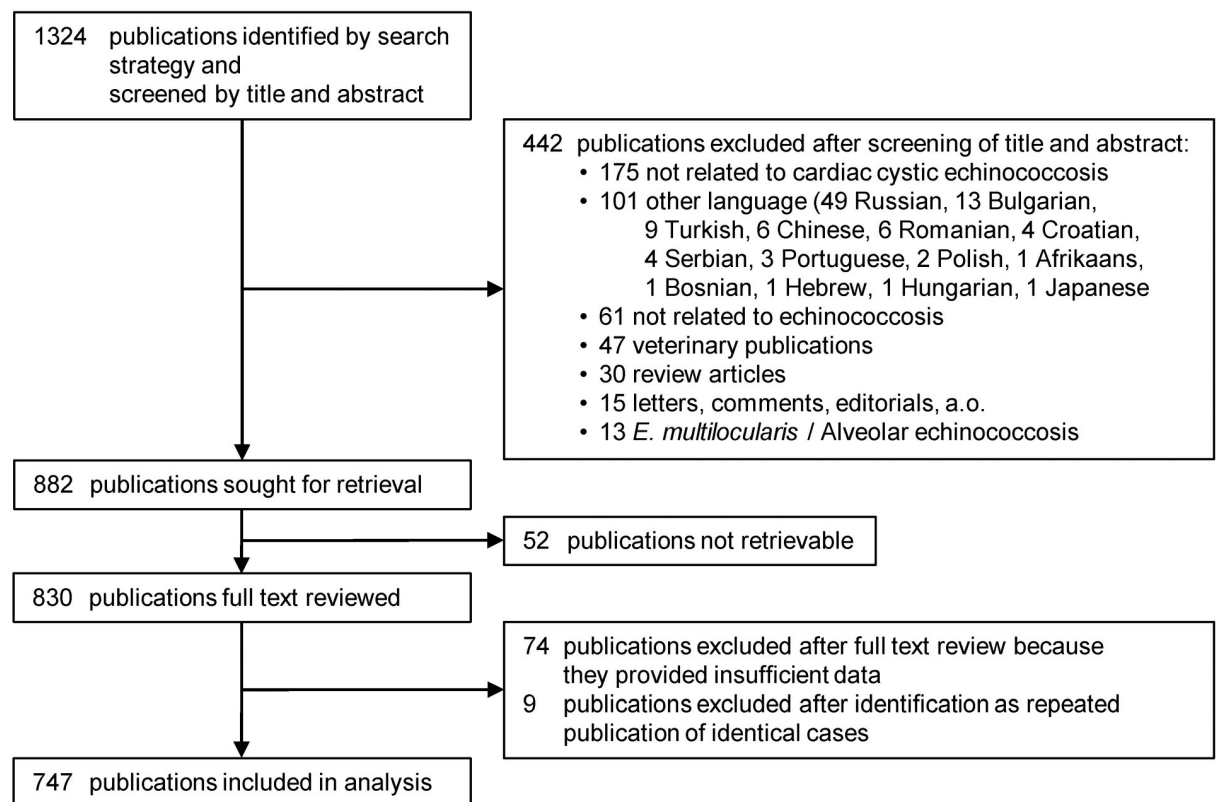 1324 publications identified by search
strategy and
screened by title and abstract
442 publications excluded after screening of title and abstract:
• 175 not related to cardiac cystic echinococcosis
• 101 other language (49 Russian, 13 Bulgarian,
9 Turkish, 6 Chinese, 6 Romanian, 4 Croatian,
4 Serbian, 3 Portuguese, 2 Polish, 1 Afrikaans,
1 Bosnian, 1 Hebrew, 1 Hungarian, 1 Japanese
• 61 not related to echinococcosis
• 47 veterinary publications
• 30 review articles
• 15 letters, comments, editorials, a.o.
• 13 E. multilocularis / Alveolar echinococcosis
882 publications sought for retrieval
52 publications not retrievable
830 publications full text reviewed
74 publications excluded after full text review because
they provided insufficient data
9 publications excluded after identification as repeated
publication of identical cases
747 publications included in analysis